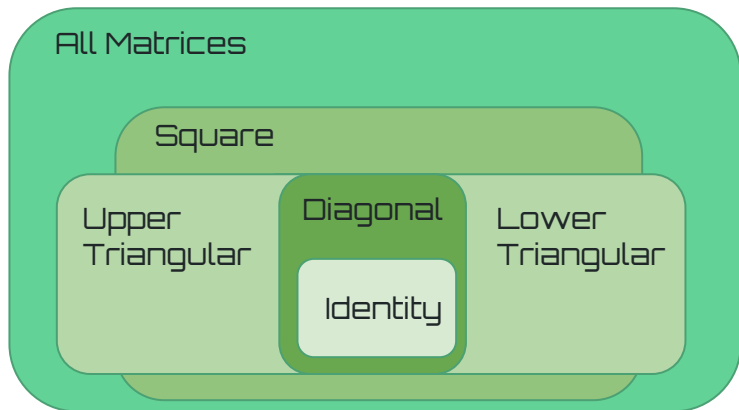 All Matrices
Square
Upper
Triangular
Diagonal
Identity
Lower
Triangular